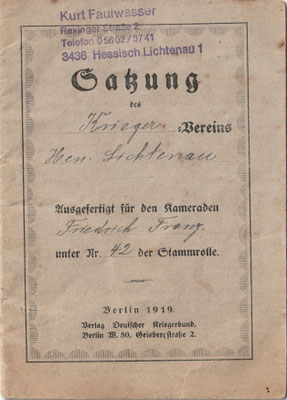 Kurt Faulwasser
Rexinger Straße 2
Telefon 05602/3741
3436 Hessisch Lichtenau 1
Satzung
des
Krieger-Vereins
Hess. Lichtenau
Ausgefertigt für den Kameraden
Friedrich Franz
unter Nr. 42 der Stammrolle.
Berlin 1919.
Verlag Deutscher Kriegerbund.
Berlin W. 50, Geisbergstraße 2.